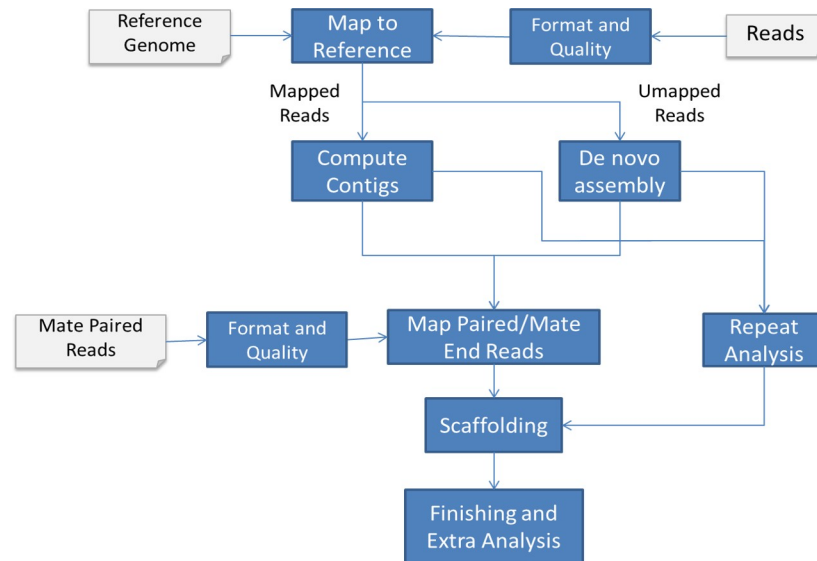 Reference
Genome
Map to
Reference
Format and
Quality
Reads
Mapped
Reads
Umapped
Reads
Compute
Contigs
De novo
assembly
Mate Paired
Reads
Format and
Quality
Map Paired/Mate
End Reads
Repeat
Analysis
Scaffolding
Finishing and
Extra Analysis